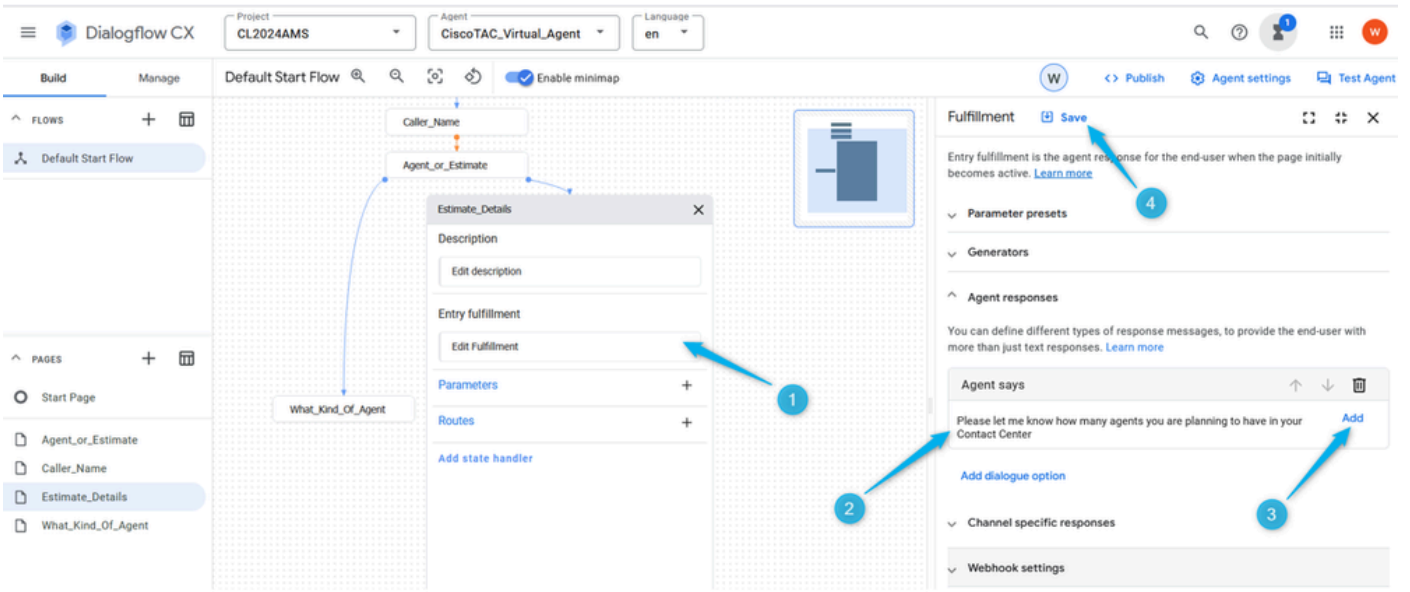 Dialogflow CX
Project
CL2024AMS
Agent
CiscoTAC_Virtual_Agent
Language
en
1
W
Build
Manage
Default Start Flow
Enable minimap
W
<> Publish
Agent settings
Test Agent
FLOWS
Default Start Flow
PAGES
Start Page
Agent_or_Estimate
Caller_Name
Estimate_Details
What_Kind_Of_Agent
Caller_Name
Agent_or_Estimate
What_Kind_Of_Agent
Estimate_Details
Description
Edit description
Entry fulfillment
Edit Fulfillment
Parameters
Routes
Add state handler
1
Fulfillment
Save
4
Entry fulfillment is the agent response for the end-user when the page initially
becomes active. Learn more
Parameter presets
Generators
Agent responses
You can define different types of response messages, to provide the end-user with
more than just text responses. Learn more
Agent says
Please let me know how many agents you are planning to have in your
Contact Center
Add
2
3
Add dialogue option
Channel specific responses
Webhook settings